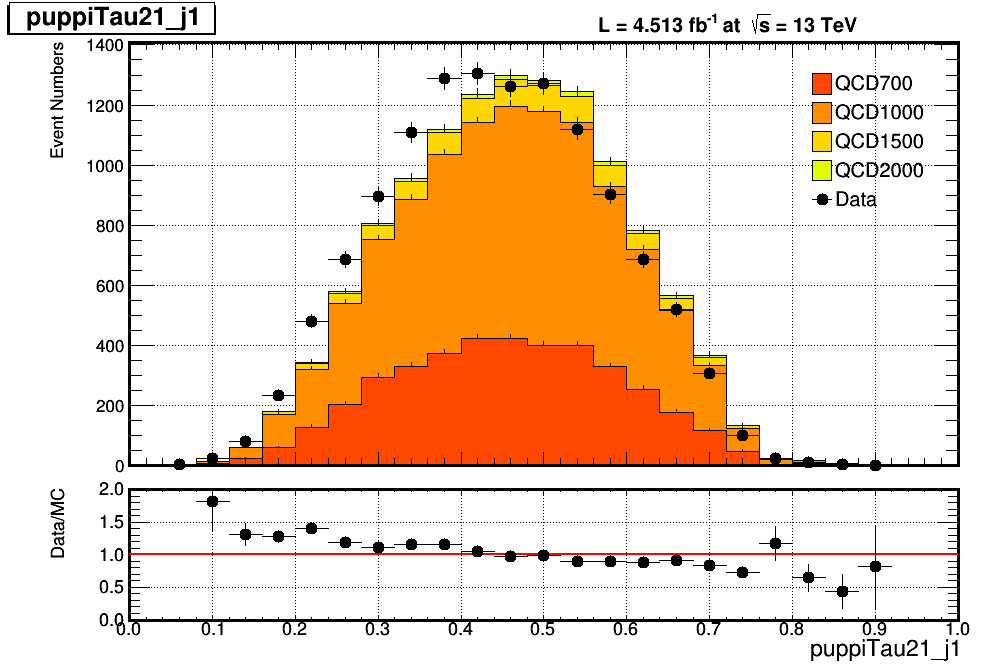 puppiTau21_j1
L = 4.513 fb⁻¹ at √s = 13 TeV
Event Numbers
1400
1200
1000
800
600
400
200
0
QCD700
QCD1000
QCD1500
QCD2000
Data
Data/MC
2.0
1.5
1.0
0.5
0.0
0.0 0.1 0.2 0.3 0.4 0.5 0.6 0.7 0.8 0.9 1.0
puppiTau21_j1